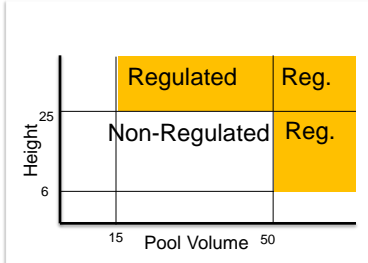 Regulated Reg.
25
Non-Regulated Reg.
Height
6
15 Pool Volume 50